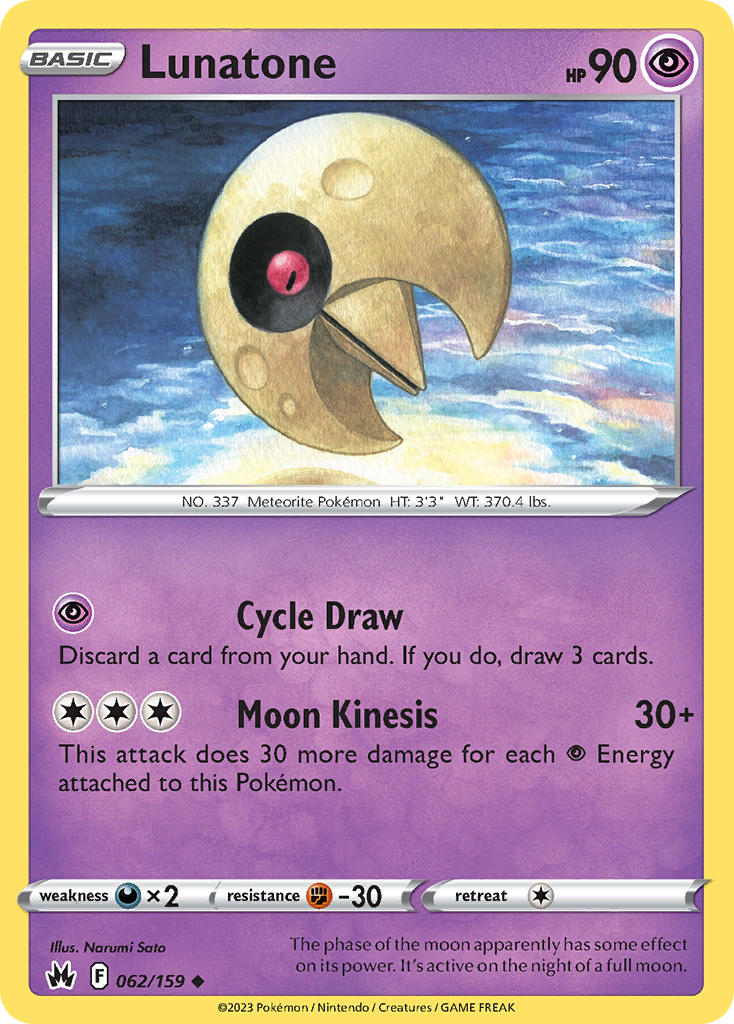 BASIC Lunatone HP 90
NO. 337 Meteorite Pokémon HT: 3'3" WT: 370.4 lbs.
Cycle Draw
Discard a card from your hand. If you do, draw 3 cards.
Moon Kinesis 30+
This attack does 30 more damage for each Energy
attached to this Pokémon.
weakness ×2 resistance -30 retreat
Illus. Narumi Sato
The phase of the moon apparently has some effect
on its power. It's active on the night of a full moon.
F 062/159
©2023 Pokémon / Nintendo / Creatures / GAME FREAK